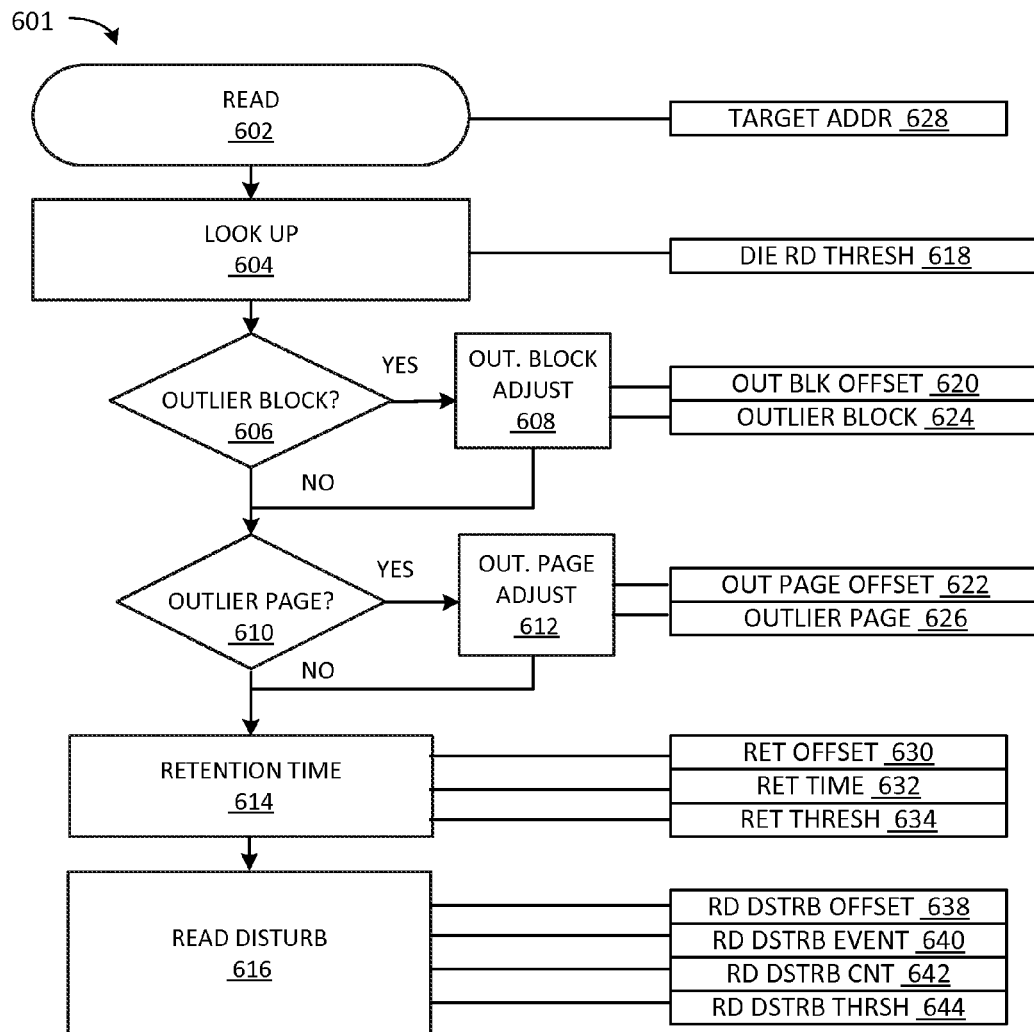 601
READ
602
TARGET ADDR 628
LOOK UP
604
DIE RD THRESH 618
OUTLIER BLOCK?
606
YES
NO
OUT. BLOCK
ADJUST
608
OUT BLK OFFSET 620
OUTLIER BLOCK 624
OUTLIER PAGE?
610
YES
NO
OUT. PAGE
ADJUST
612
OUT PAGE OFFSET 622
OUTLIER PAGE 626
RETENTION TIME
614
RET OFFSET 630
RET TIME 632
RET THRESH 634
READ DISTURB
616
RD DSTRB OFFSET 638
RD DSTRB EVENT 640
RD DSTRB CNT 642
RD DSTRB THRSH 644